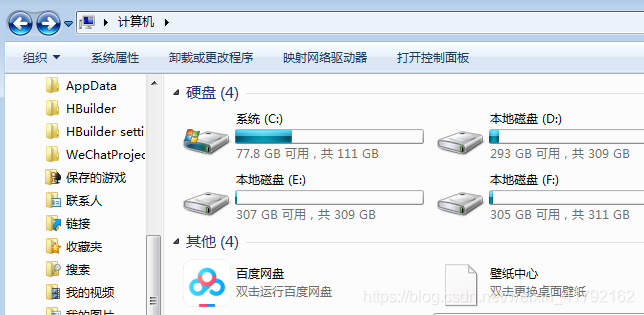 计算机
组织 系统属性 卸载或更改程序 映射网络驱动器 打开控制面板
AppData
HBuilder
HBuilder setti
WeChatProjec
保存的游戏
联系人
链接
收藏夹
搜索
我的视频
我的图片
硬盘 (4)
系统 (C:)
77.8 GB 可用，共 111 GB
本地磁盘 (D:)
293 GB 可用，共 309 GB
本地磁盘 (E:)
307 GB 可用，共 309 GB
本地磁盘 (F:)
305 GB 可用，共 311 GB
其他 (4)
百度网盘
双击运行百度网盘
壁纸中心
双击更换桌面壁纸